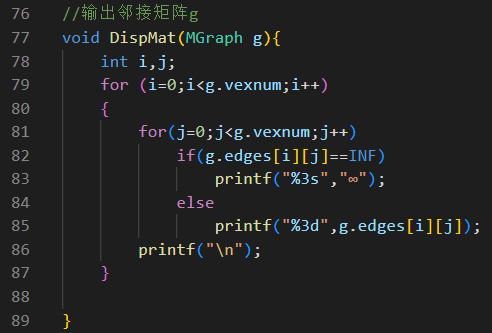 76 //输出邻接矩阵g
77 void DispMat(MGraph g){
78     int i,j;
79     for (i=0;i<g.vexnum;i++)
80     {
81         for(j=0;j<g.vexnum;j++)
82             if(g.edges[i][j]==INF)
83                 printf("%3s","∞");
84             else
85                 printf("%3d",g.edges[i][j]);
86         printf("\n");
87     }
88
89 }